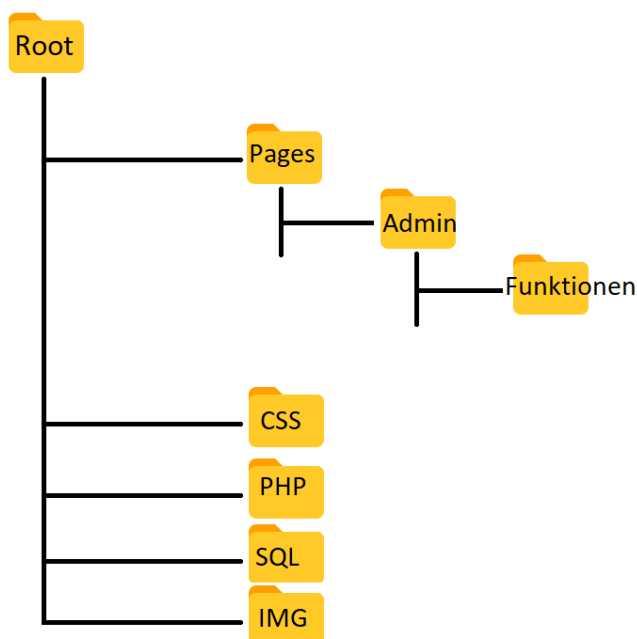 Root
Pages
Admin
Funktionen
CSS
PHP
SQL
IMG